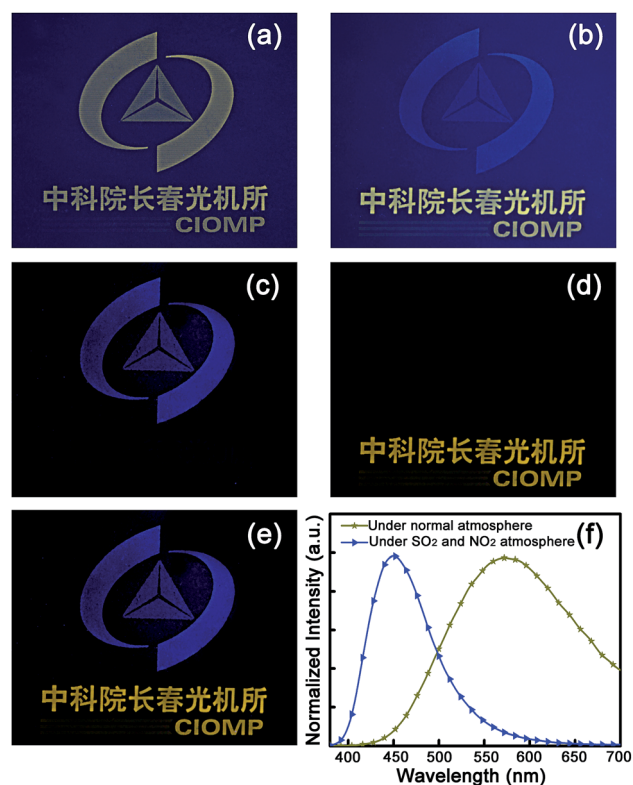 (a)
中科院长春光机所
CIOMP
(b)
中科院长春光机所
CIOMP
(c)
(d)
中科院长春光机所
CIOMP
(e)
中科院长春光机所
CIOMP
(f)
Under normal atmosphere
Under SO2 and NO2 atmosphere
Normalized Intensity (a.u.)
400 450 500 550 600 650 700
Wavelength (nm)